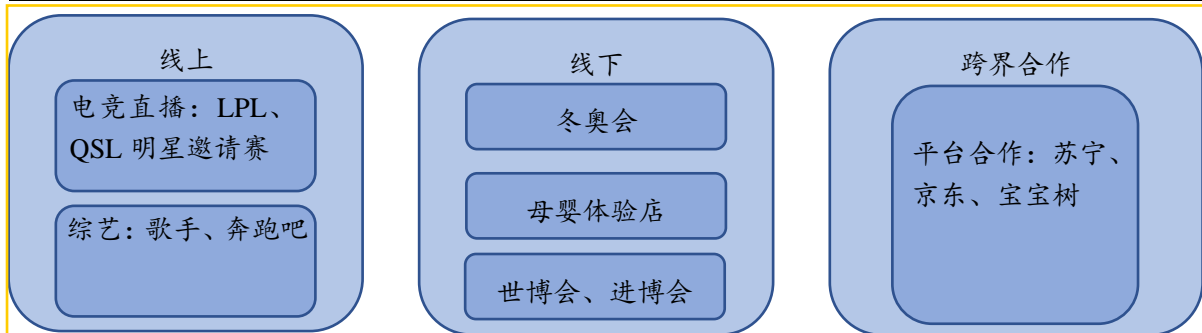 线上
电竞直播：LPL、
QSL 明星邀请赛
综艺：歌手、奔跑吧
线下
冬奥会
母婴体验店
世博会、进博会
跨界合作
平台合作：苏宁、
京东、宝宝树